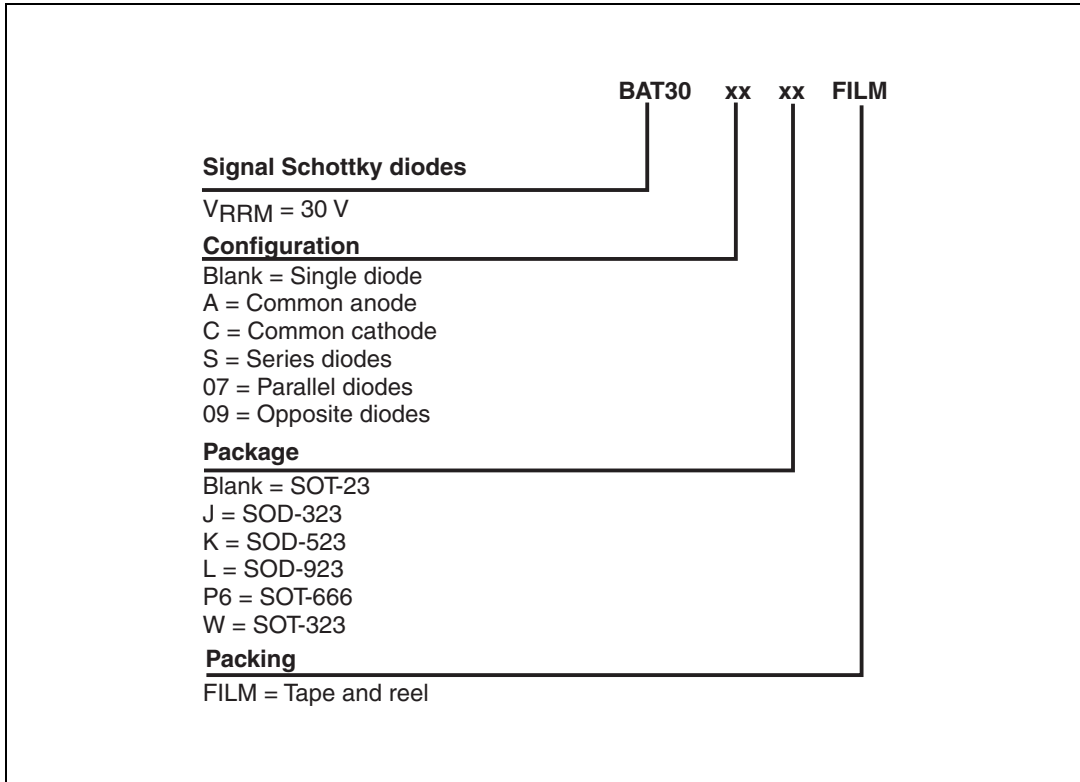 BAT30 xx xx FILM
Signal Schottky diodes
VRRM = 30 V
Configuration
Blank = Single diode
A = Common anode
C = Common cathode
S = Series diodes
07 = Parallel diodes
09 = Opposite diodes
Package
Blank = SOT-23
J = SOD-323
K = SOD-523
L = SOD-923
P6 = SOT-666
W = SOT-323
Packing
FILM = Tape and reel